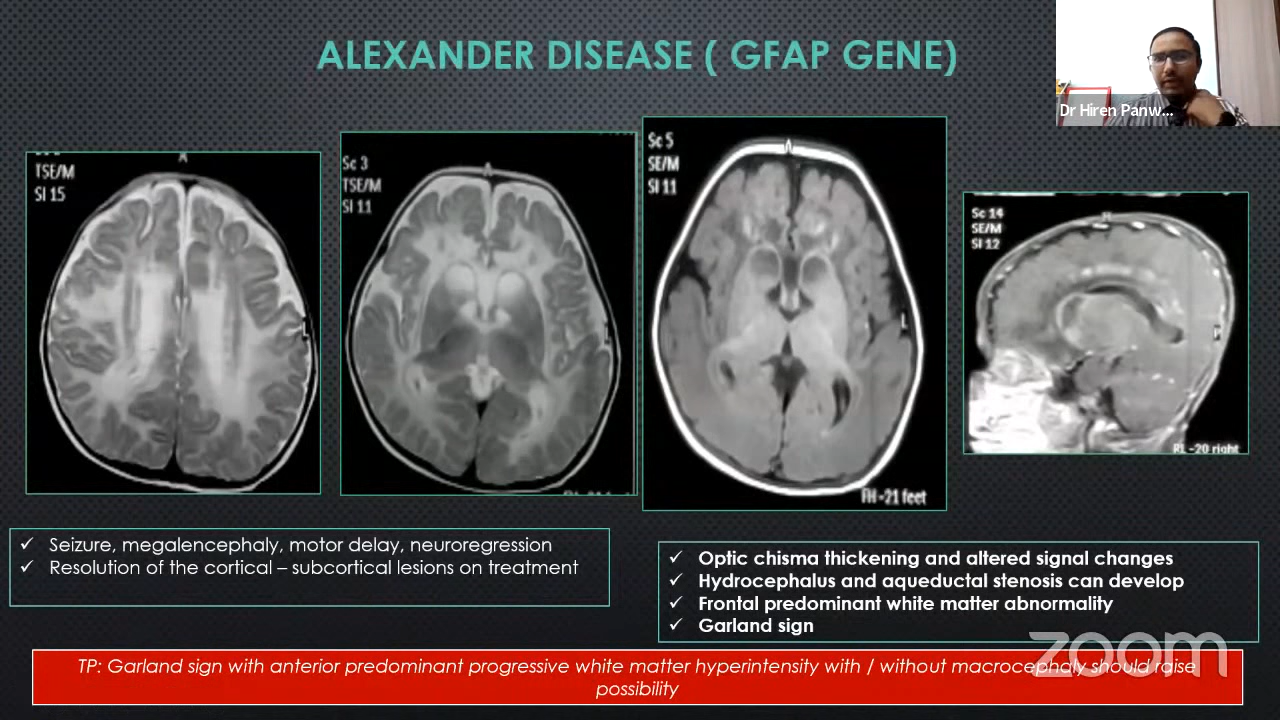 ALEXANDER DISEASE ( GFAP GENE)
Dr Hiren Panw...
A
TSE/M
SI 15
L
Sc 3
TSE/M
SI 11
A
L
Sc 5
SE/M
SI 11
A
L
FH -21 feet
Sc 14
SE/M
SI 12
H
RL -20 right
✓ Seizure, megalencephaly, motor delay, neuroregression
✓ Resolution of the cortical – subcortical lesions on treatment
✓ Optic chisma thickening and altered signal changes
✓ Hydrocephalus and aqueductal stenosis can develop
✓ Frontal predominant white matter abnormality
✓ Garland sign
zoom
TP: Garland sign with anterior predominant progressive white matter hyperintensity with / without macrocephaly should raise
possibility